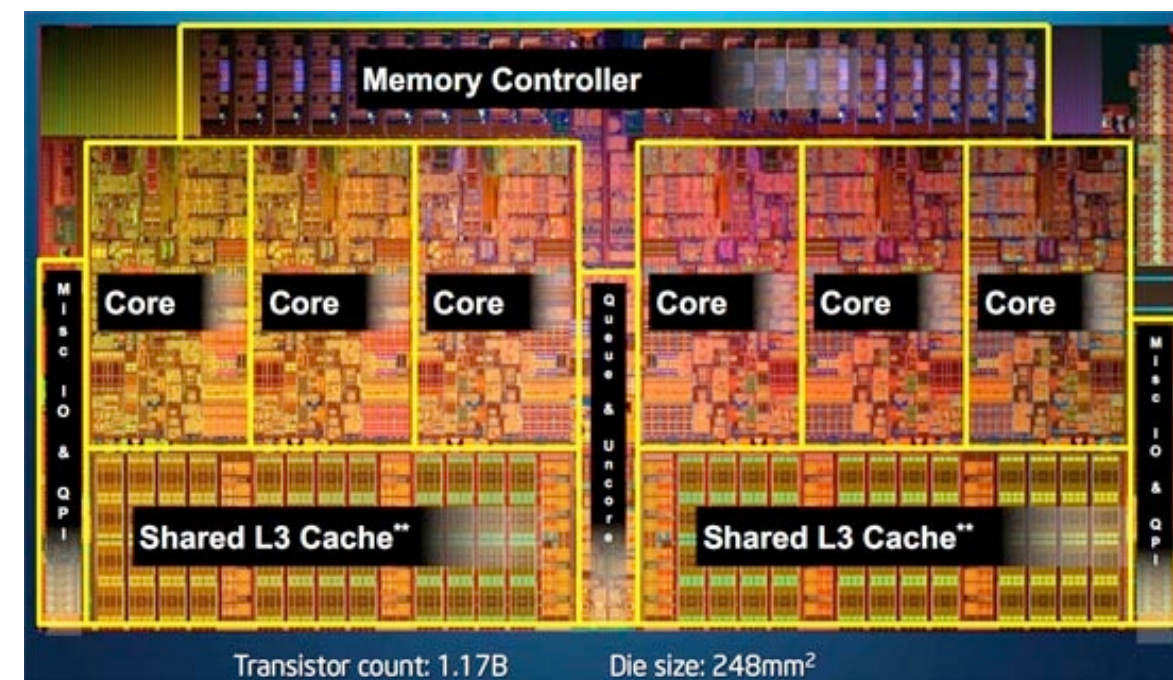 Memory Controller
Core
Core
Core
Core
Core
Core
Misc IO & QPI
Queue & Uncore
Misc IO & QPI
Shared L3 Cache**
Shared L3 Cache**
Transistor count: 1.17B
Die size: 248mm²